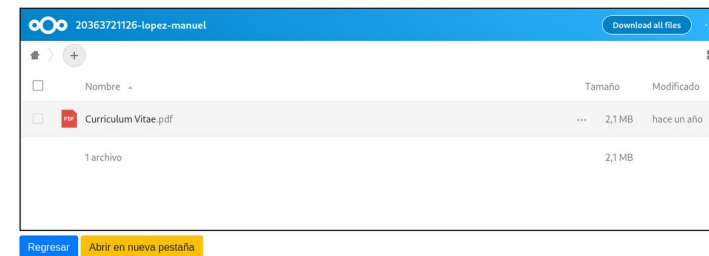 20363721126-lopez-manuel Download all files
+
Nombre Tamaño Modificado
PDF Curriculum Vitae.pdf ... 2,1 MB hace un año
1 archivo 2,1 MB
Regresar Abrir en nueva pestaña